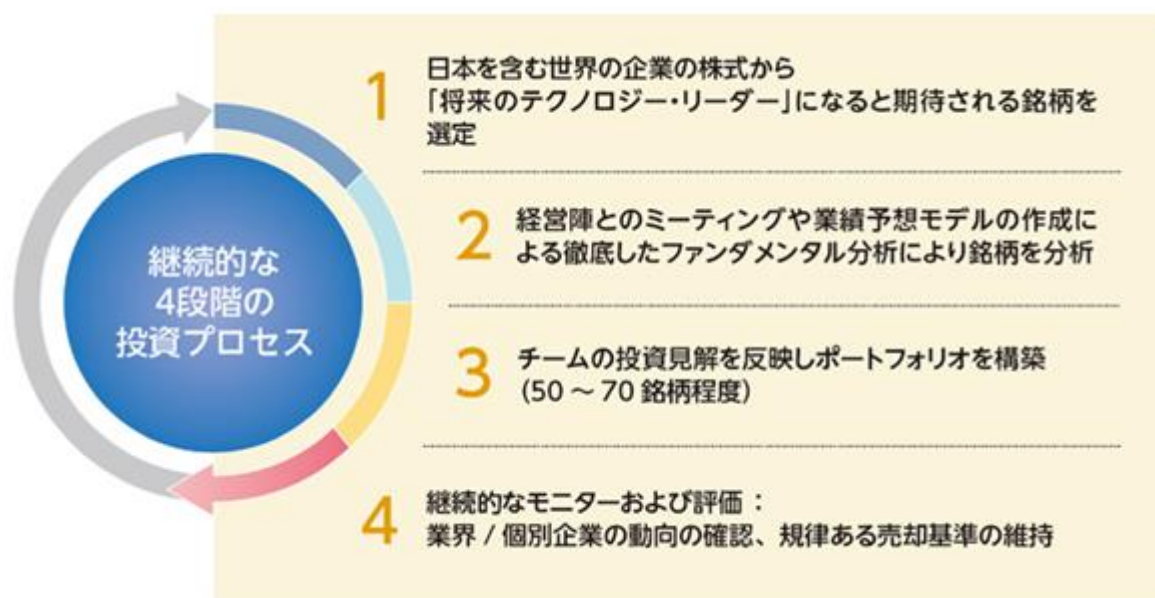 継続的な
4段階の
投資プロセス
1
日本を含む世界の企業の株式から
「将来のテクノロジー・リーダー」になると期待される銘柄を
選定
2
経営陣とのミーティングや業績予想モデルの作成に
よる徹底したファンダメンタル分析により銘柄を分析
3
チームの投資見解を反映しポートフォリオを構築
（50 〜 70 銘柄程度）
4
継続的なモニターおよび評価：
業界 / 個別企業の動向の確認、規律ある売却基準の維持